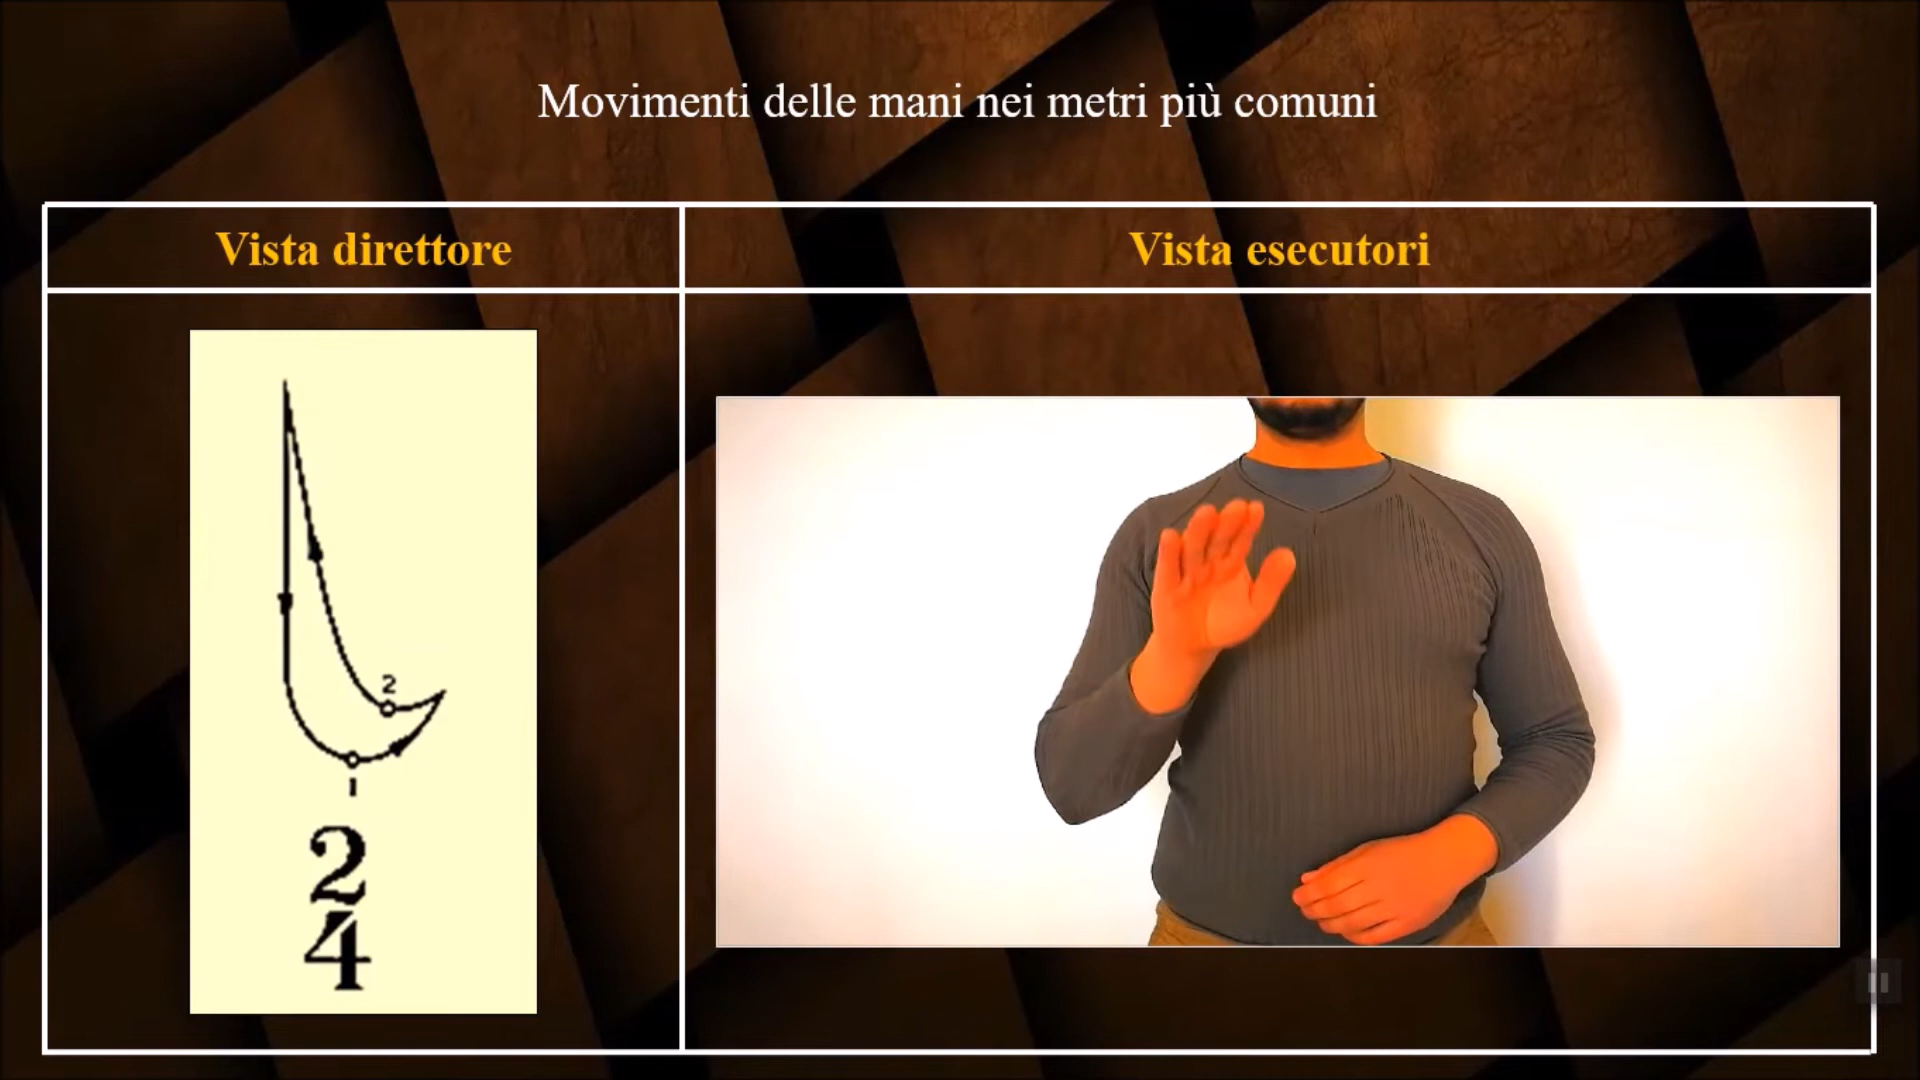 Movimenti delle mani nei metri più comuni
Vista direttore
Vista esecutori
2
1
2
4